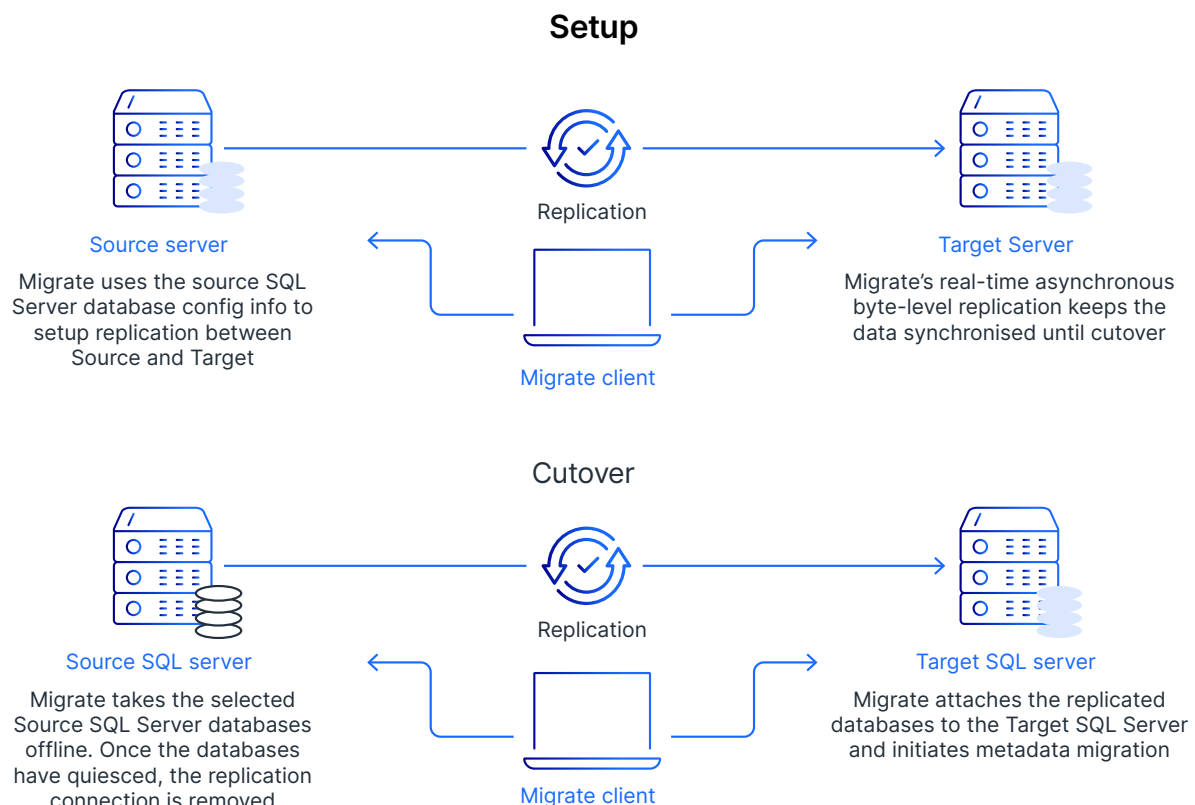 Setup
Replication
Source server
Migrate uses the source SQL
Server database config info to
setup replication between
Source and Target
Target Server
Migrate’s real-time asynchronous
byte-level replication keeps the
data synchronised until cutover
Migrate client
Cutover
Replication
Source SQL server
Migrate takes the selected
Source SQL Server databases
offline. Once the databases
have quiesced, the replication
connection is removed
Target SQL server
Migrate attaches the replicated
databases to the Target SQL Server
and initiates metadata migration
Migrate client